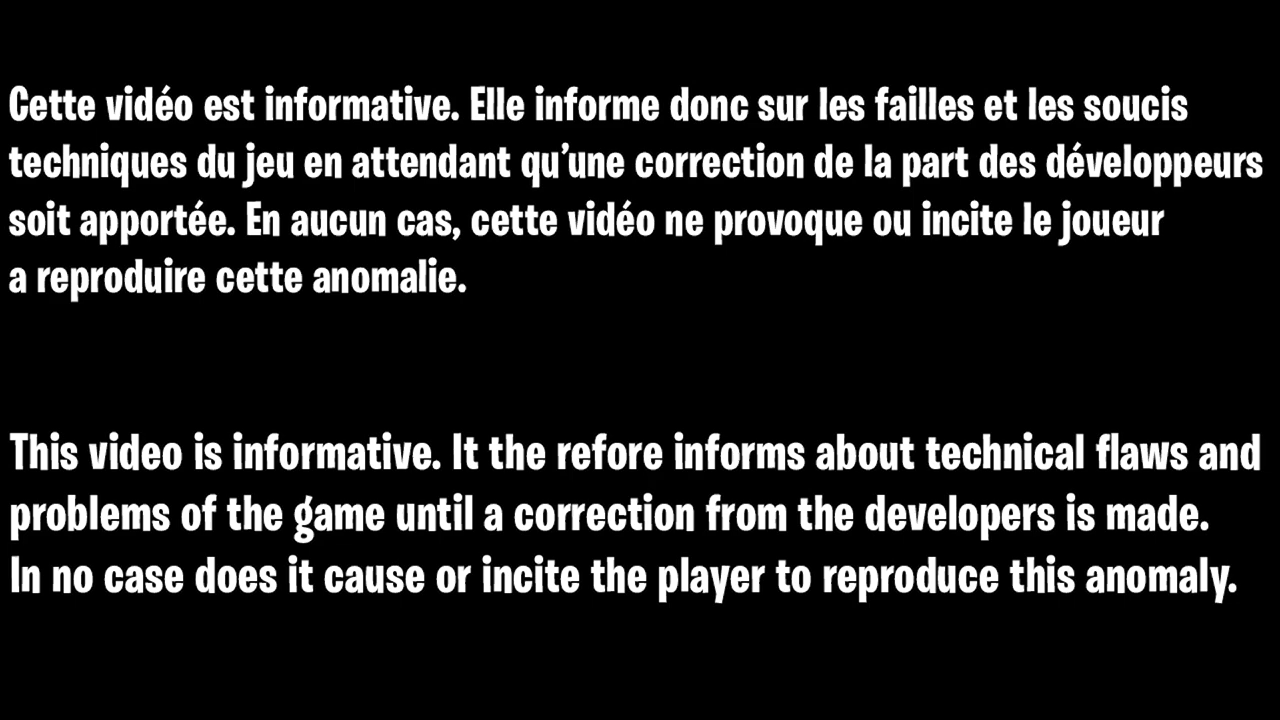 Cette vidéo est informative. Elle informe donc sur les failles et les soucis
techniques du jeu en attendant qu’une correction de la part des développeurs
soit apportée. En aucun cas, cette vidéo ne provoque ou incite le joueur
a reproduire cette anomalie.
This video is informative. It the refore informs about technical flaws and
problems of the game until a correction from the developers is made.
In no case does it cause or incite the player to reproduce this anomaly.